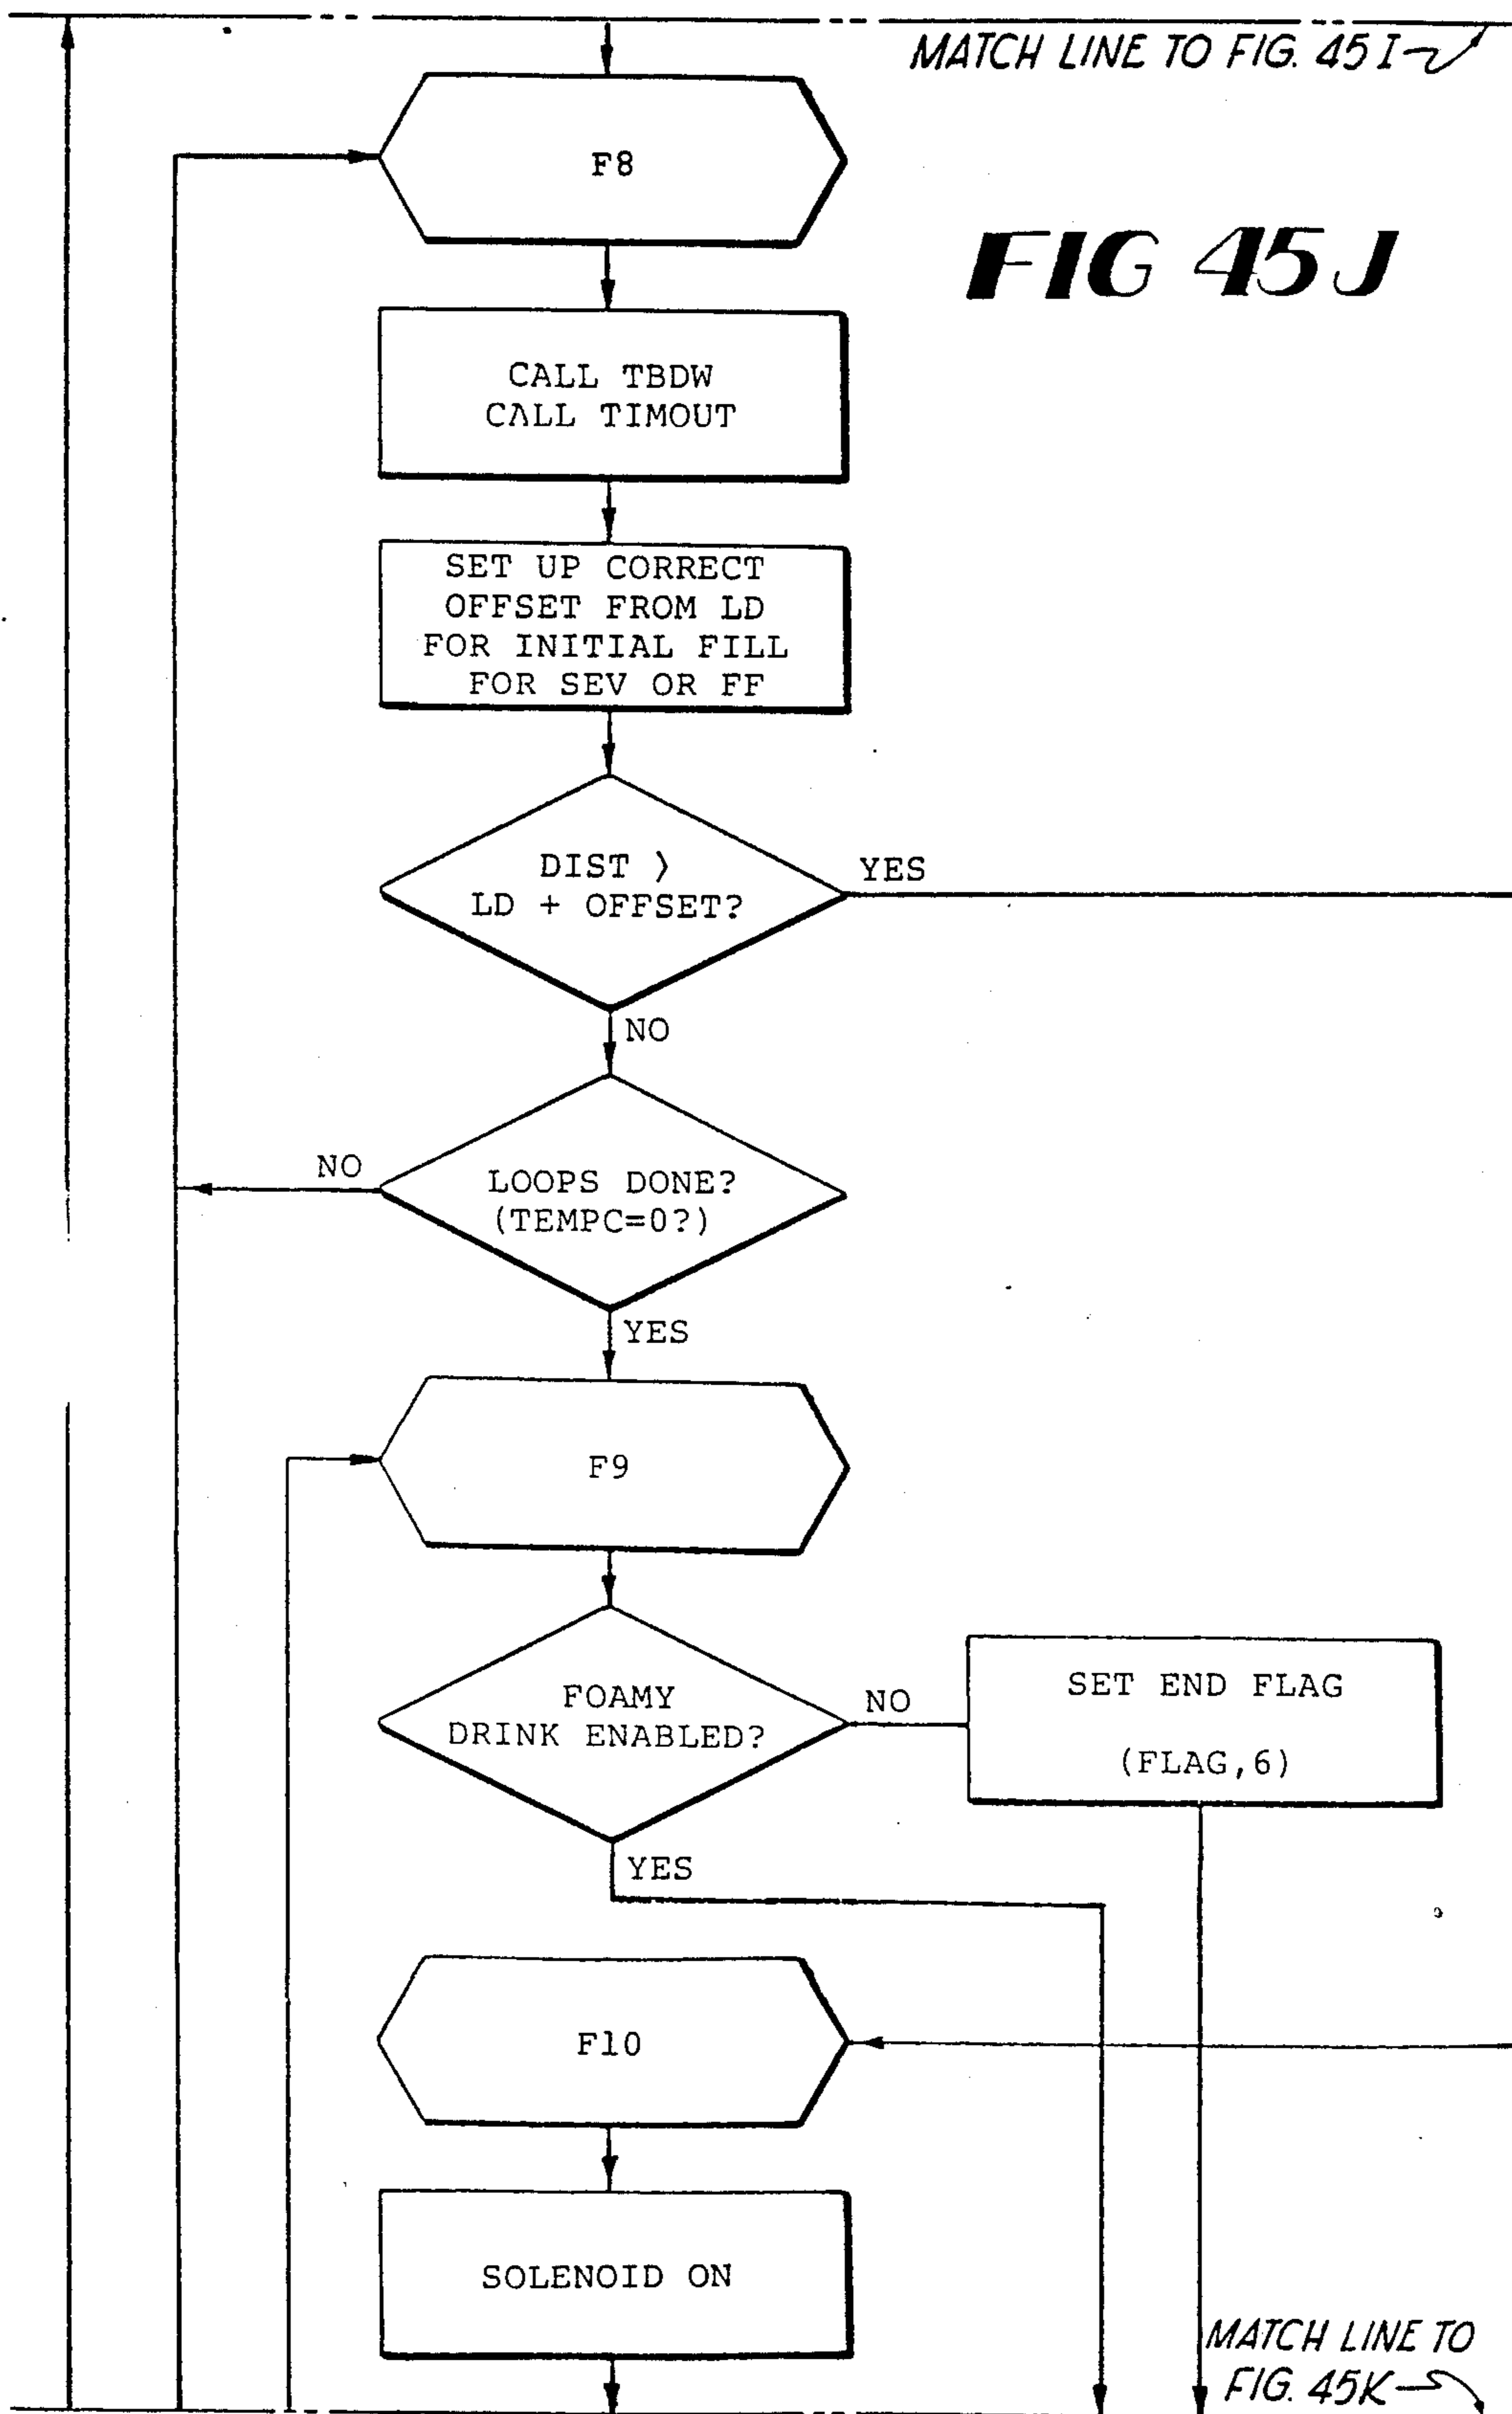 MATCH LINE TO FIG. 45I
F8
FIG 45J
CALL TBDW
CALL TIMOUT
SET UP CORRECT
OFFSET FROM LD
FOR INITIAL FILL
FOR SEV OR FF
DIST >
LD + OFFSET?
YES
NO
NO
LOOPS DONE?
(TEMPC=0?)
YES
F9
FOAMY
DRINK ENABLED?
NO
SET END FLAG
(FLAG,6)
YES
F10
SOLENOID ON
MATCH LINE TO
FIG. 45K